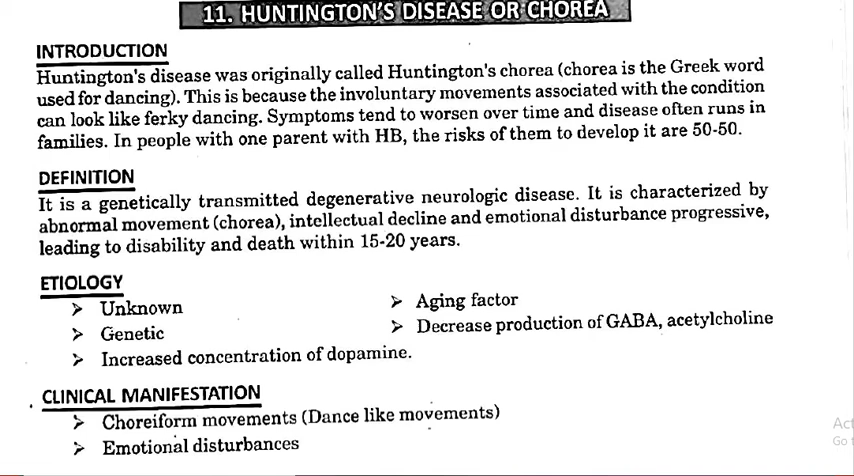 11. HUNTINGTON'S DISEASE OR CHOREA
INTRODUCTION
Huntington's disease was originally called Huntington's chorea (chorea is the Greek word
used for dancing). This is because the involuntary movements associated with the condition
can look like ferky dancing. Symptoms tend to worsen over time and disease often runs in
families. In people with one parent with HB, the risks of them to develop it are 50-50.
DEFINITION
It is a genetically transmitted degenerative neurologic disease. It is characterized by
abnormal movement (chorea), intellectual decline and emotional disturbance progressive,
leading to disability and death within 15-20 years.
ETIOLOGY
➤ Unknown
➤ Genetic
➤ Increased concentration of dopamine.
➤ Aging factor
➤ Decrease production of GABA, acetylcholine
CLINICAL MANIFESTATION
➤ Choreiform movements (Dance like movements)
➤ Emotional disturbances